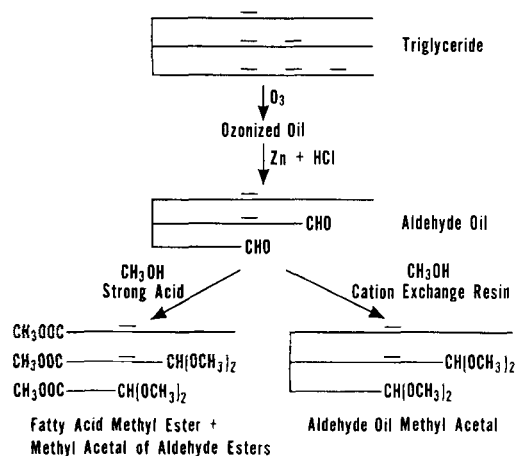 Triglyceride
O₃
Ozonized Oil
Zn + HCl
CHO
Aldehyde Oil
CHO
CH₃OH
Strong Acid
CH₃OH
Cation Exchange Resin
CH₃OOC
CH₃OOC CH(OCH₃)₂
CH₃OOC CH(OCH₃)₂
CH(OCH₃)₂
CH(OCH₃)₂
Fatty Acid Methyl Ester +
Methyl Acetal of Aldehyde Esters
Aldehyde Oil Methyl Acetal